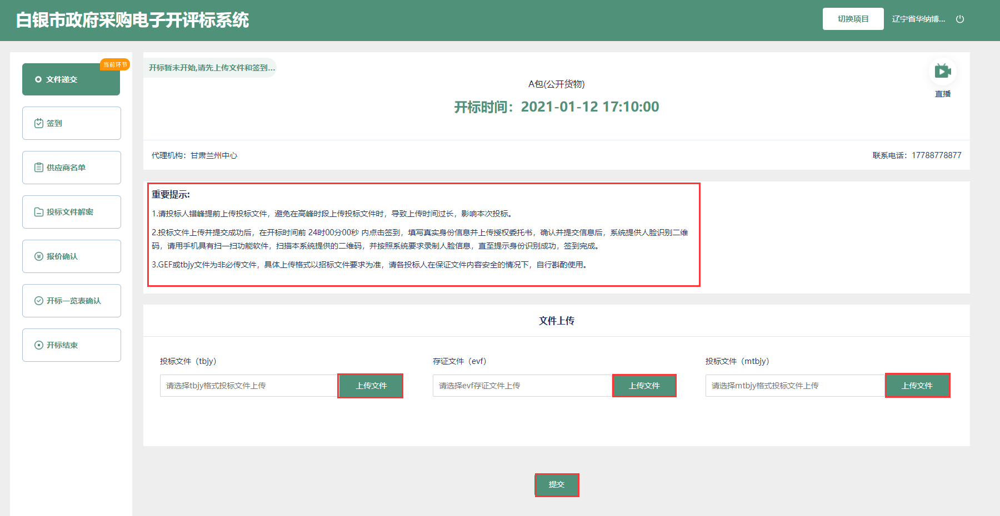 白银市政府采购电子开评标系统
切换项目
辽宁省华纳博...
当前环节
文件递交
签到
供应商名单
投标文件解密
报价确认
开标一览表确认
开标结束
开标暂未开始,请先上传文件和签到...
A包(公开货物)
开标时间：2021-01-12 17:10:00
直播
代理机构：甘肃兰州中心
联系电话：17788778877
重要提示:
1.请投标人错峰提前上传投标文件，避免在高峰时段上传投标文件时，导致上传时间过长，影响本次投标。
2.投标文件上传并提交成功后，在开标时间前 24时00分00秒 内点击签到，填写真实身份信息并上传授权委托书，确认并提交信息后，系统提供人脸识别二维
码，请用手机具有扫一扫功能软件，扫描本系统提供的二维码，并按照系统要求录制人脸信息，直至提示身份识别成功，签到完成。
3.GEF或tbjy文件为非必传文件，具体上传格式以招标文件要求为准，请各投标人在保证文件内容安全的情况下，自行斟酌使用。
文件上传
投标文件（tbjy）
请选择tbjy格式投标文件上传
上传文件
存证文件（evf）
请选择evf存证文件上传
上传文件
投标文件（mtbjy）
请选择mtbjy格式投标文件上传
上传文件
提交